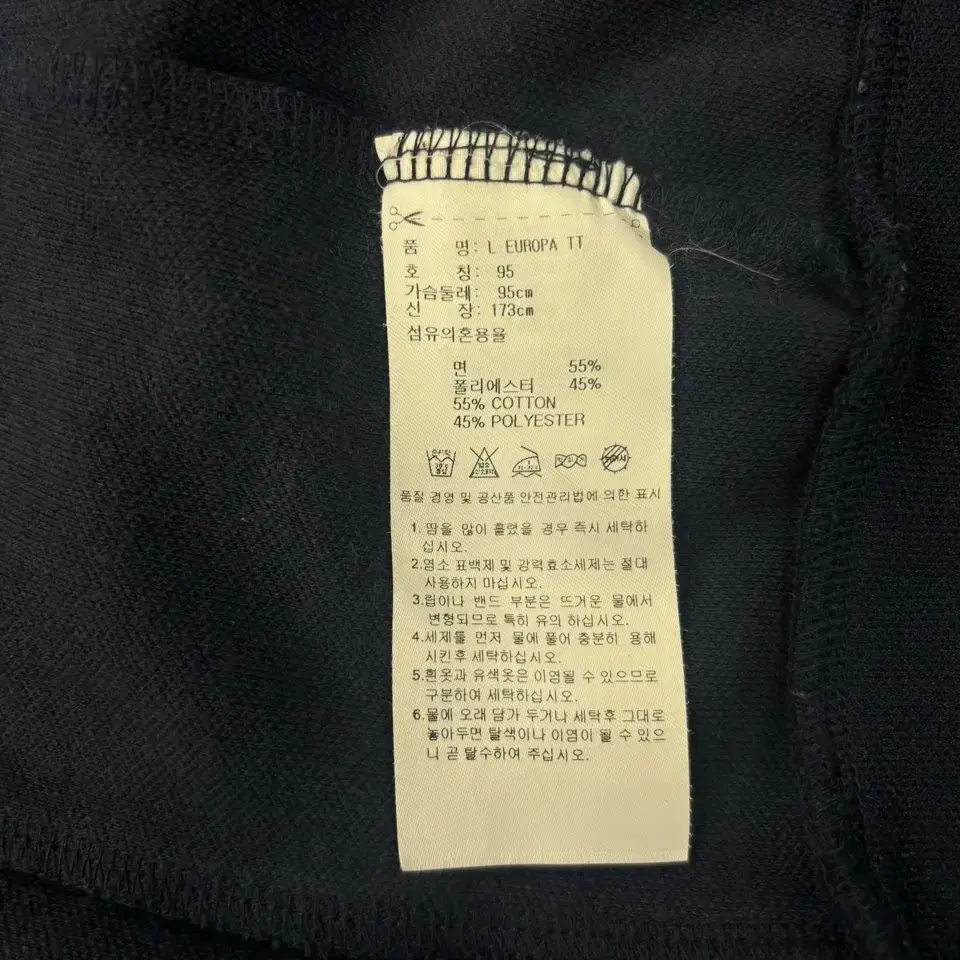 품 명: L EUROPA TT
호 칭: 95
가슴둘레: 95cm
신 장: 173cm
섬유의혼용율
면 55%
폴리에스터 45%
55% COTTON
45% POLYESTER
품질 경영 및 공산품 안전관리법에 의한 표시
1. 땀을 많이 흘렸을 경우 즉시 세탁하
십시오.
2.염소 표백제 및 강력효소세제는 절대
사용하지 마십시오.
3.립이나 밴드 부분은 뜨거운 물에서
변형되므로 특히 유의 하십시오.
4.세제를 먼저 물에 풀어 충분히 용해
시킨후 세탁하십시오.
5.흰옷과 유색옷은 이염될 수 있으므로
구분하여 세탁하십시오.
6.물에 오래 담가 두거나 세탁후 그대로
놓아두면 탈색이나 이염이 될 수 있으
니 곧 탈수하여 주십시오.